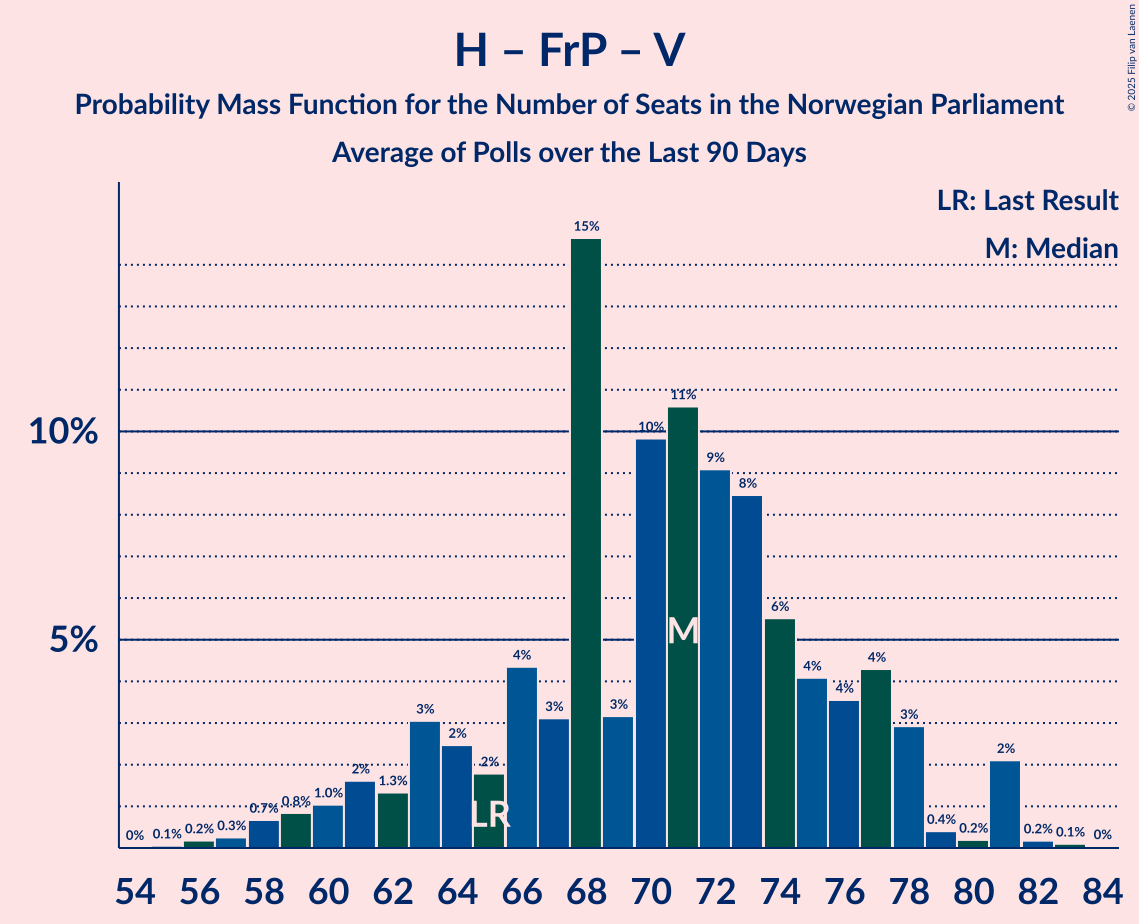 H – FrP – V
Probability Mass Function for the Number of Seats in the Norwegian Parliament
Average of Polls over the Last 90 Days
© 2025 Filip van Laenen
LR: Last Result
M: Median
10%
5%
0% 0.1% 0.2% 0.3% 0.7% 0.8% 1.0% 2% 1.3% 3% 2% 2% 4% 3% 15% 3% 10% 11% 9% 8% 6% 4% 4% 4% 3% 0.4% 0.2% 2% 0.2% 0.1% 0%
LR
M
54 56 58 60 62 64 66 68 70 72 74 76 78 80 82 84